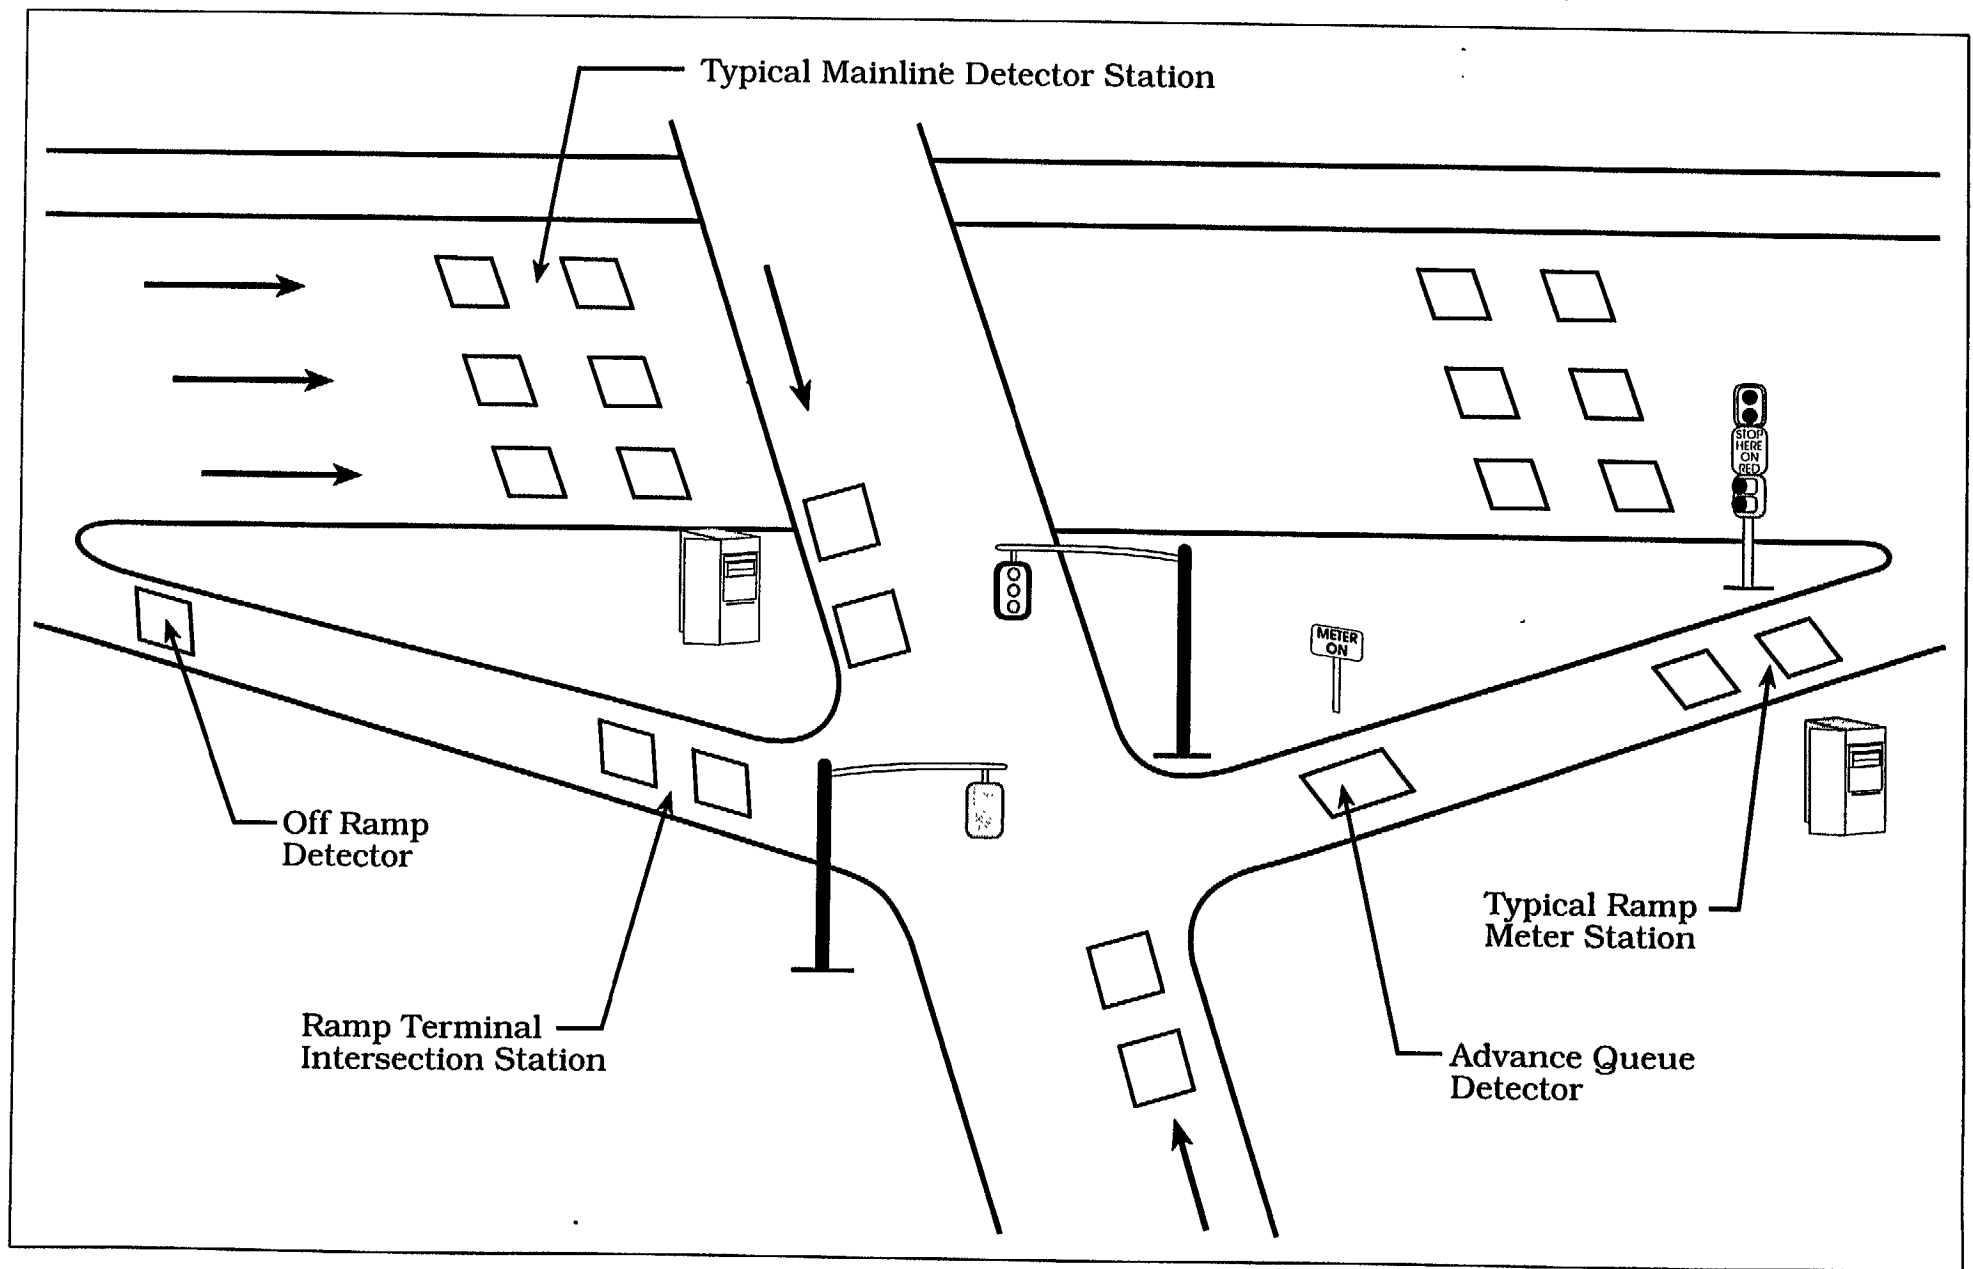 Typical Mainline Detector Station
STOP
HERE
ON
RED
METER
ON
Off Ramp
Detector
Typical Ramp
Meter Station
Ramp Terminal
Intersection Station
Advance Queue
Detector